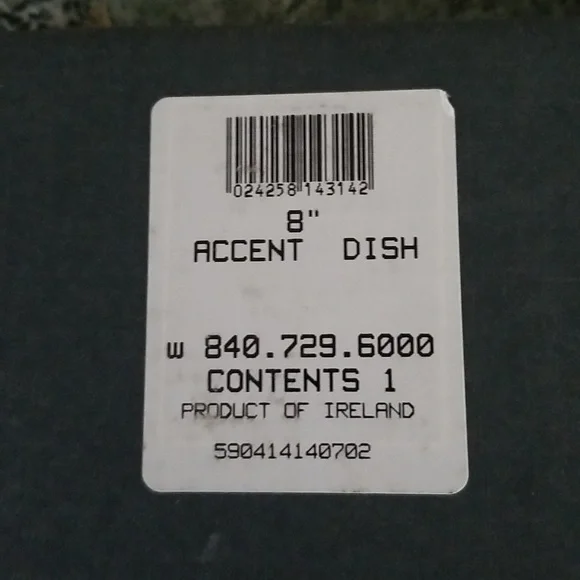 024258 143142
8"
ACCENT DISH
w 840.729.6000
CONTENTS 1
PRODUCT OF IRELAND
590414140702